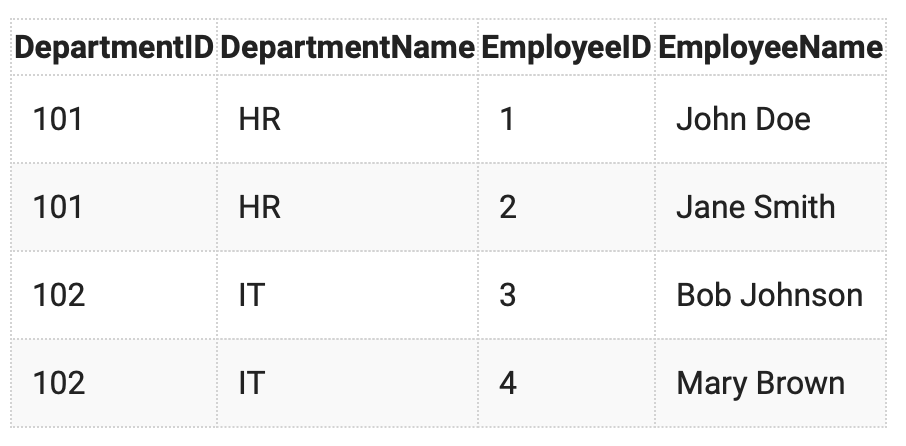 DepartmentID DepartmentName EmployeeID EmployeeName
101 HR 1 John Doe
101 HR 2 Jane Smith
102 IT 3 Bob Johnson
102 IT 4 Mary Brown